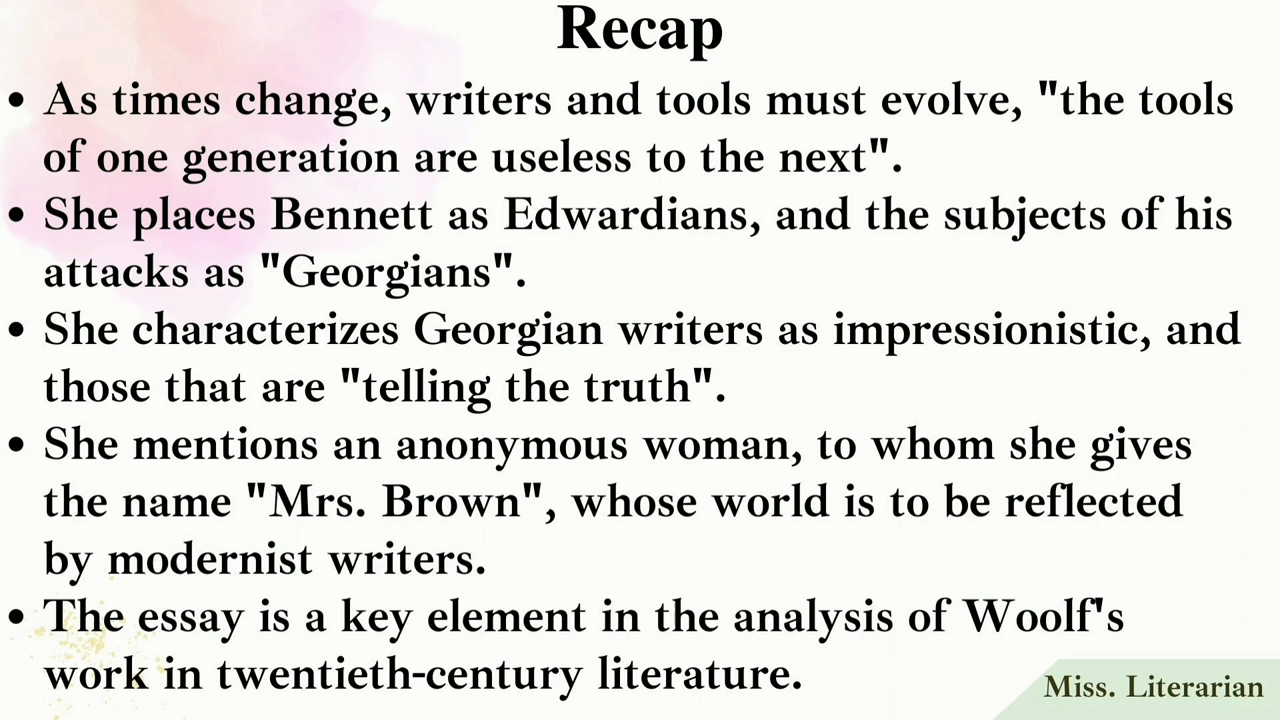 Recap
• As times change, writers and tools must evolve, "the tools
of one generation are useless to the next".
• She places Bennett as Edwardians, and the subjects of his
attacks as "Georgians".
• She characterizes Georgian writers as impressionistic, and
those that are "telling the truth".
• She mentions an anonymous woman, to whom she gives
the name "Mrs. Brown", whose world is to be reflected
by modernist writers.
• The essay is a key element in the analysis of Woolf's
work in twentieth-century literature.
Miss. Literarian